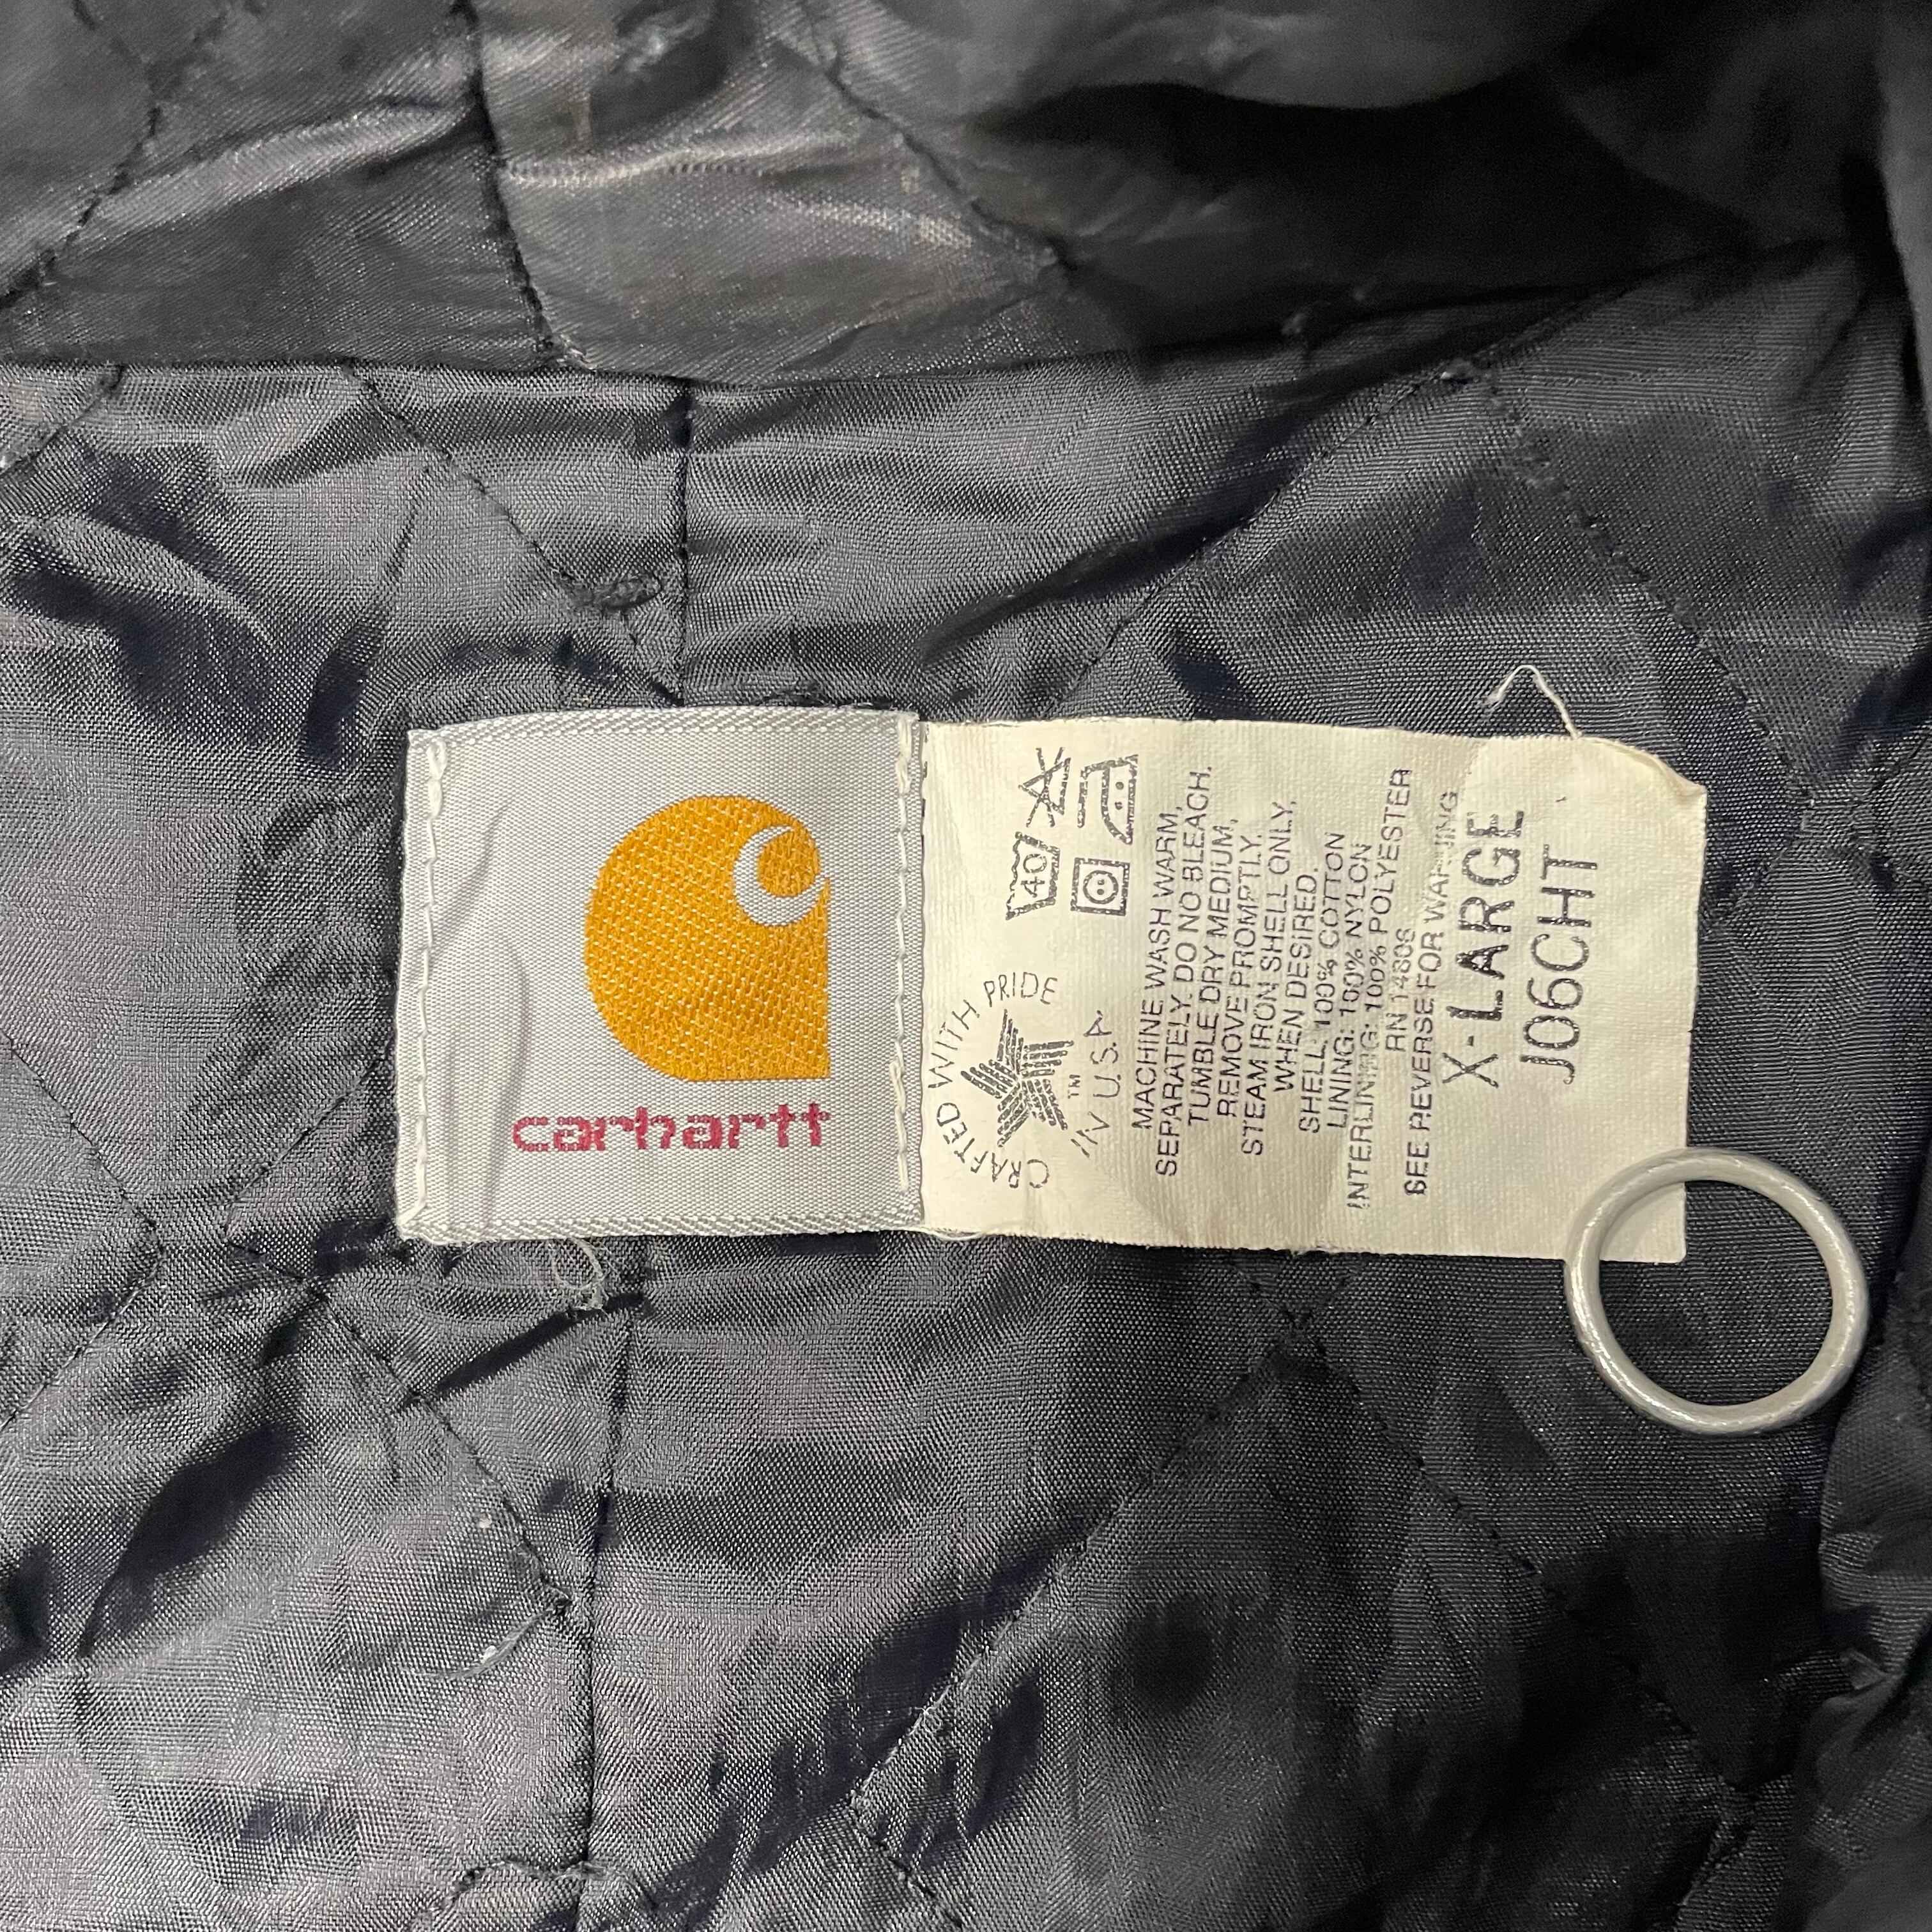 carhartt
CRAFTED WITH PRIDE
IN U.S.A.
TM
40
MACHINE WASH WARM,
SEPARATELY. DO NO BLEACH.
TUMBLE DRY MEDIUM,
REMOVE PROMPTLY.
STEAM IRON SHELL ONLY,
WHEN DESIRED.
SHELL: 100% COTTON
LINING: 100% NYLON
INTERLINING: 100% POLYESTER
RN 14806
SEE REVERSE FOR WARNING
X-LARGE
J06CHT